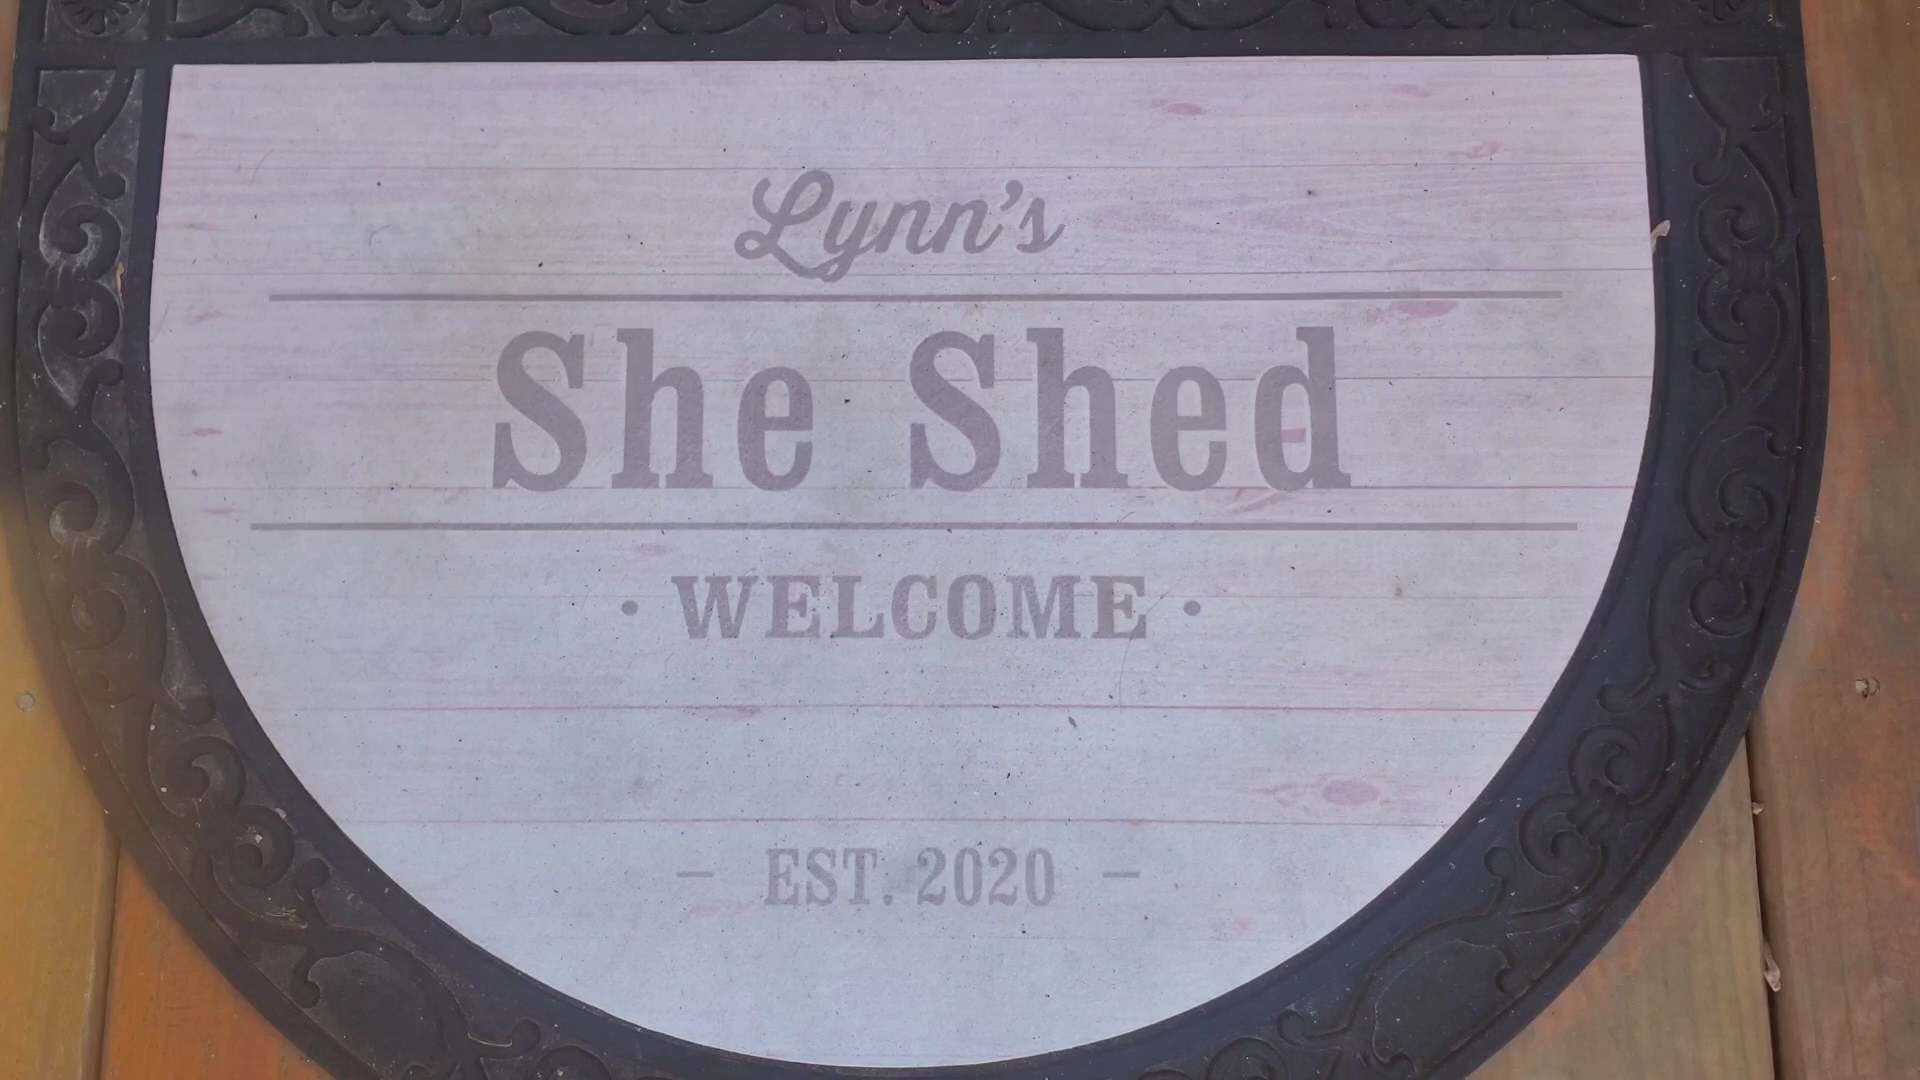 Lynn's
She Shed
• WELCOME •
– EST. 2020 –